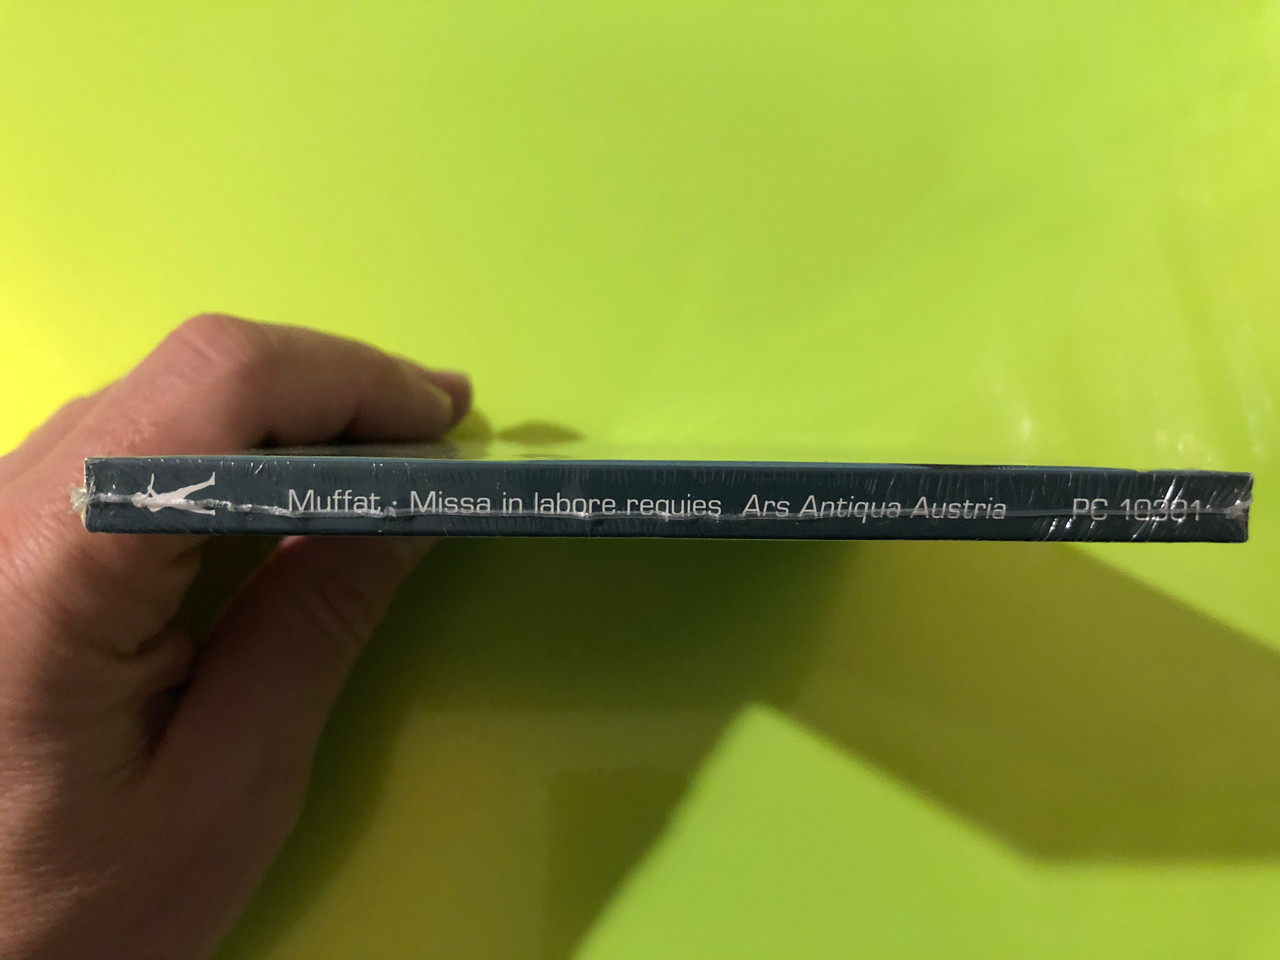 Muffat · Missa in labore requies Ars Antiqua Austria PC 10301